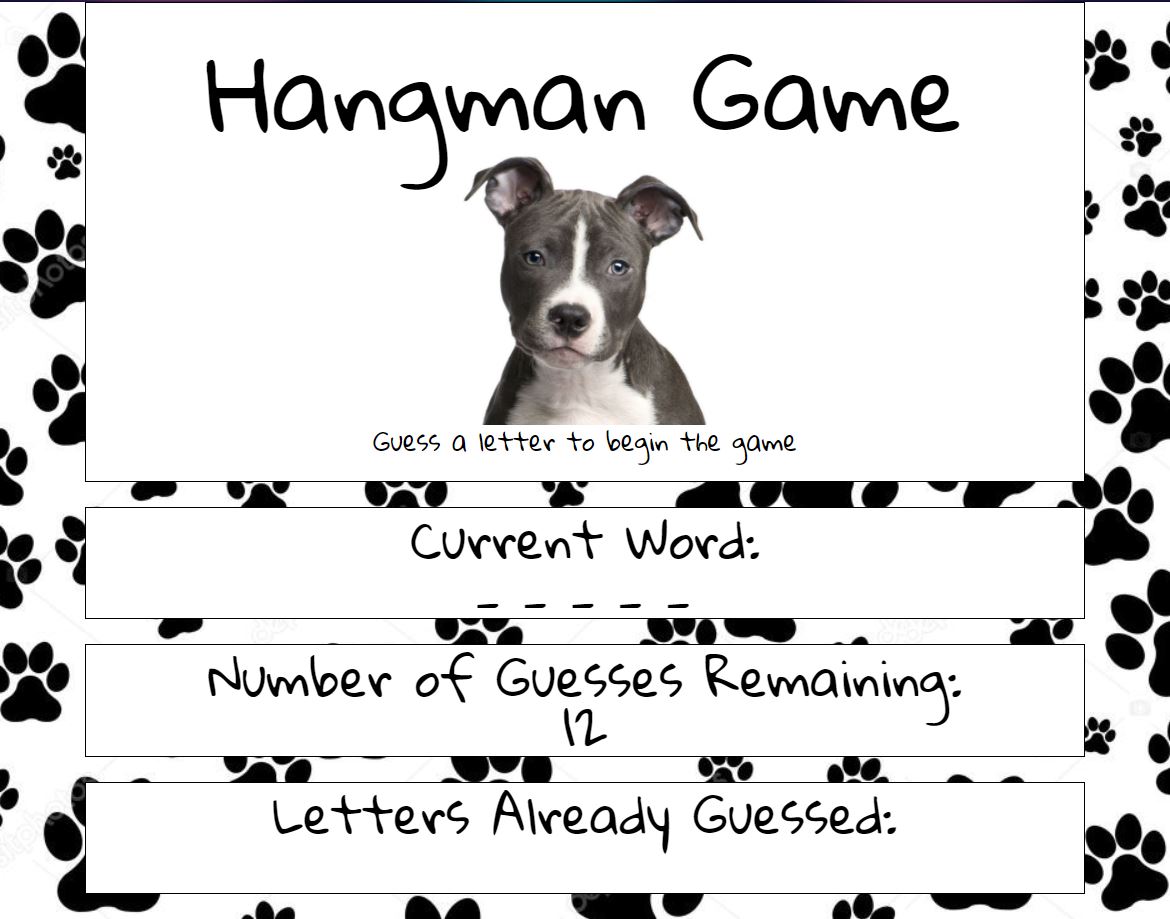 Hangman Game
Guess a letter to begin the game
Current Word:
_ _ _ _ _
Number of Guesses Remaining:
12
Letters Already Guessed: